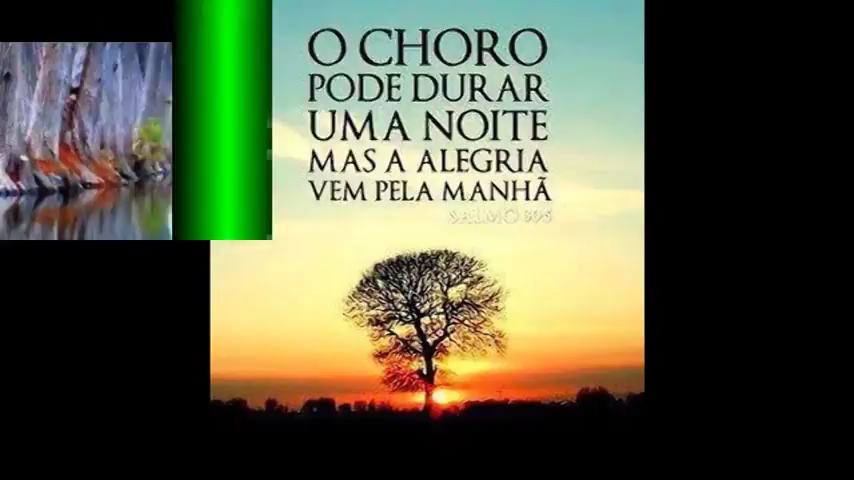 O CHORO
PODE DURAR
UMA NOITE
MAS A ALEGRIA
VEM PELA MANHÃ
SALMO